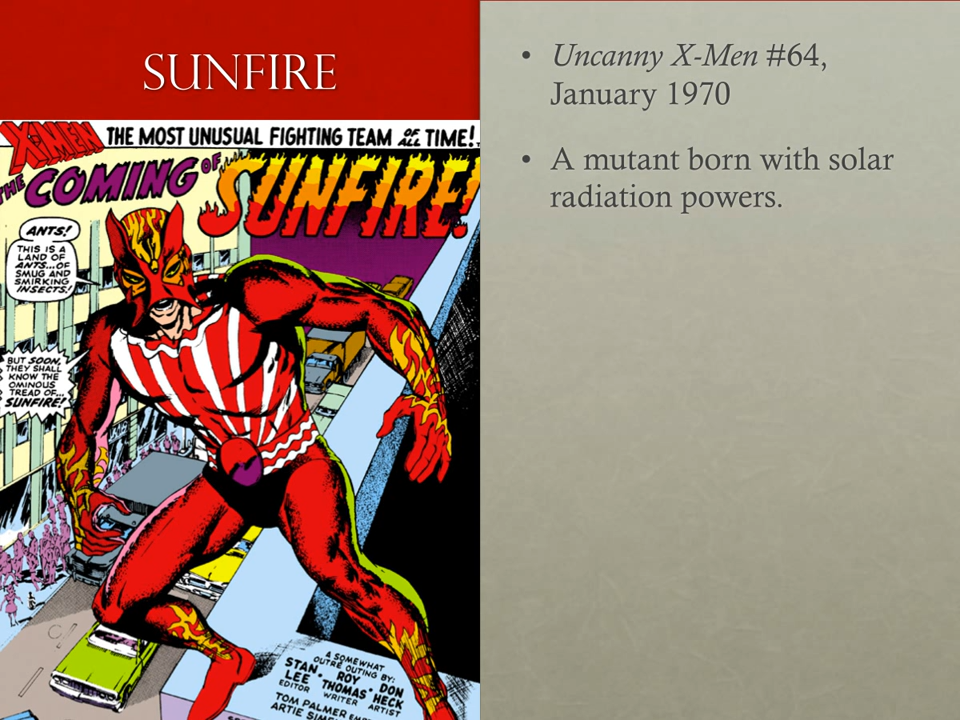 SUNFIRE
• Uncanny X-Men #64,
January 1970
• A mutant born with solar
radiation powers.
X-MEN THE MOST UNUSUAL FIGHTING TEAM OF ALL TIME!
THE COMING OF
SUNFIRE!
ANTS!
THIS IS A
LAND OF
ANTS...OF
SMUG AND
SMIRKING
INSECTS!
BUT SOON,
THEY SHALL
KNOW THE
OMINOUS
TREAD OF...
SUNFIRE!
A SOMEWHAT
OUTRE OUTING BY:
STAN ROY DON
LEE THOMAS HECK
EDITOR WRITER ARTIST
TOM PALMER
ARTIE